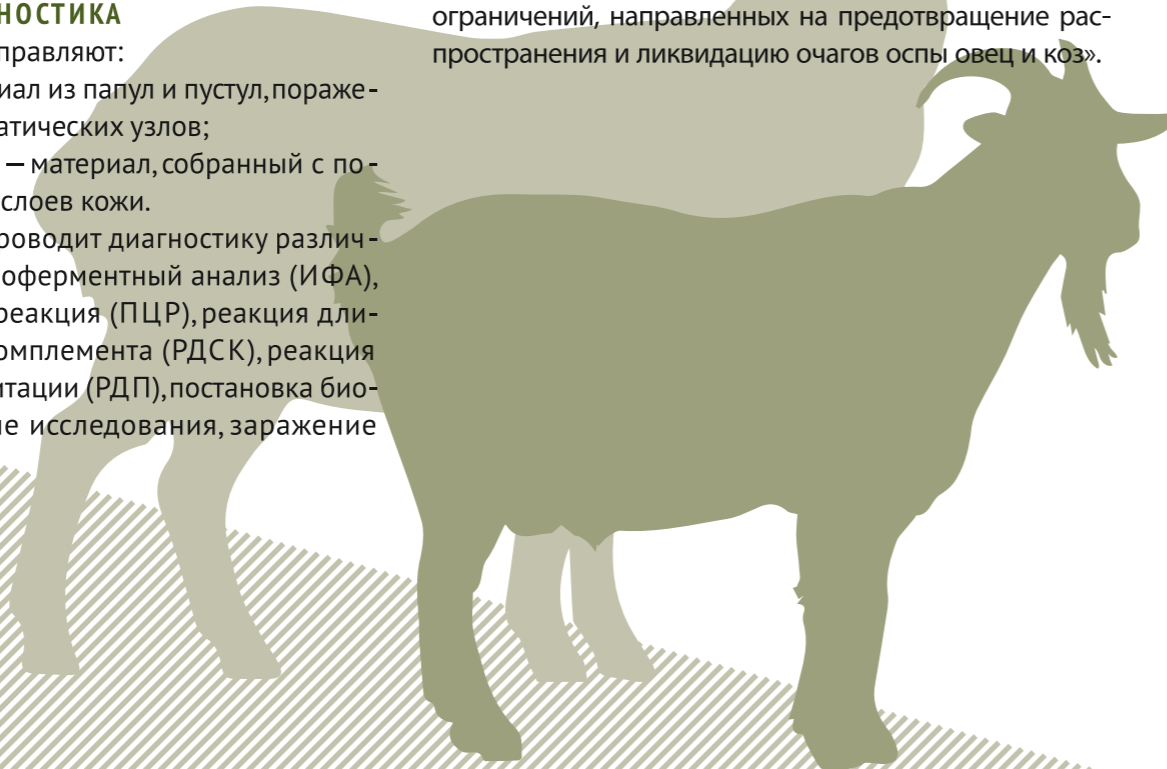 НОСТИКА
правляют:
иал из папул и пустул, пораже-
атических узлов;
— материал, собранный с по-
слоев кожи.
роводит диагностику различ-
оферментный анализ (ИФА),
реакция (ПЦР), реакция дли-
омплемента (РДСК), реакция
итации (РДП), постановка био-
ые исследования, заражение
ограничений, направленных на предотвращение рас-
пространения и ликвидацию очагов оспы овец и коз».